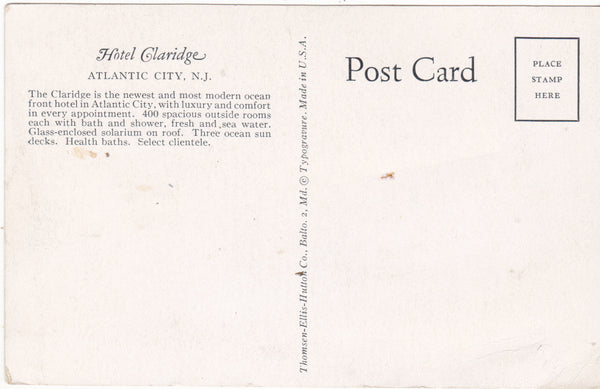 Hotel Claridge
ATLANTIC CITY, N.J.
The Claridge is the newest and most modern ocean
front hotel in Atlantic City, with luxury and comfort
in every appointment. 400 spacious outside rooms
each with bath and shower, fresh and sea water.
Glass-enclosed solarium on roof. Three ocean sun
decks. Health baths. Select clientele.
Thomsen-Ellis-Hutton Co., Balto. 2, Md. © Typogravure. Made in U.S.A.
Post Card
PLACE
STAMP
HERE